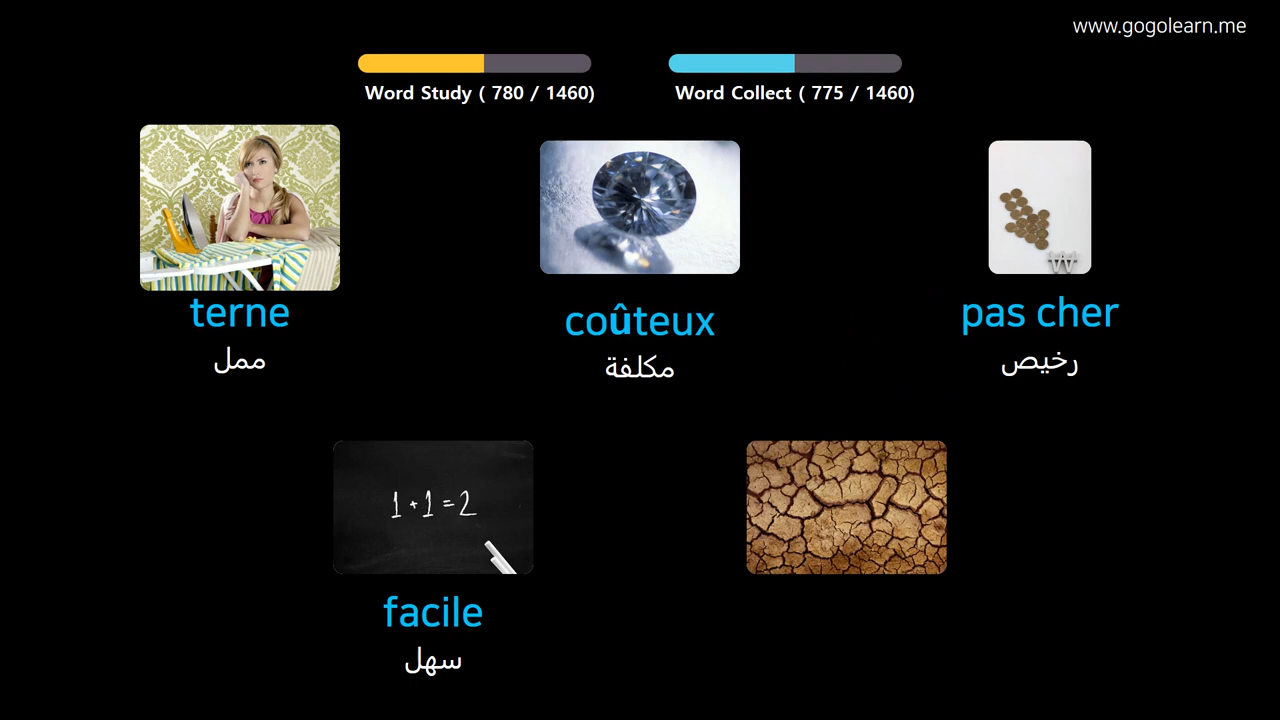 www.gogolearn.me
Word Study ( 780 / 1460)
Word Collect ( 775 / 1460)
terne
ممل
coûteux
مكلفة
pas cher
رخيص
1 + 1 = 2
facile
سهل